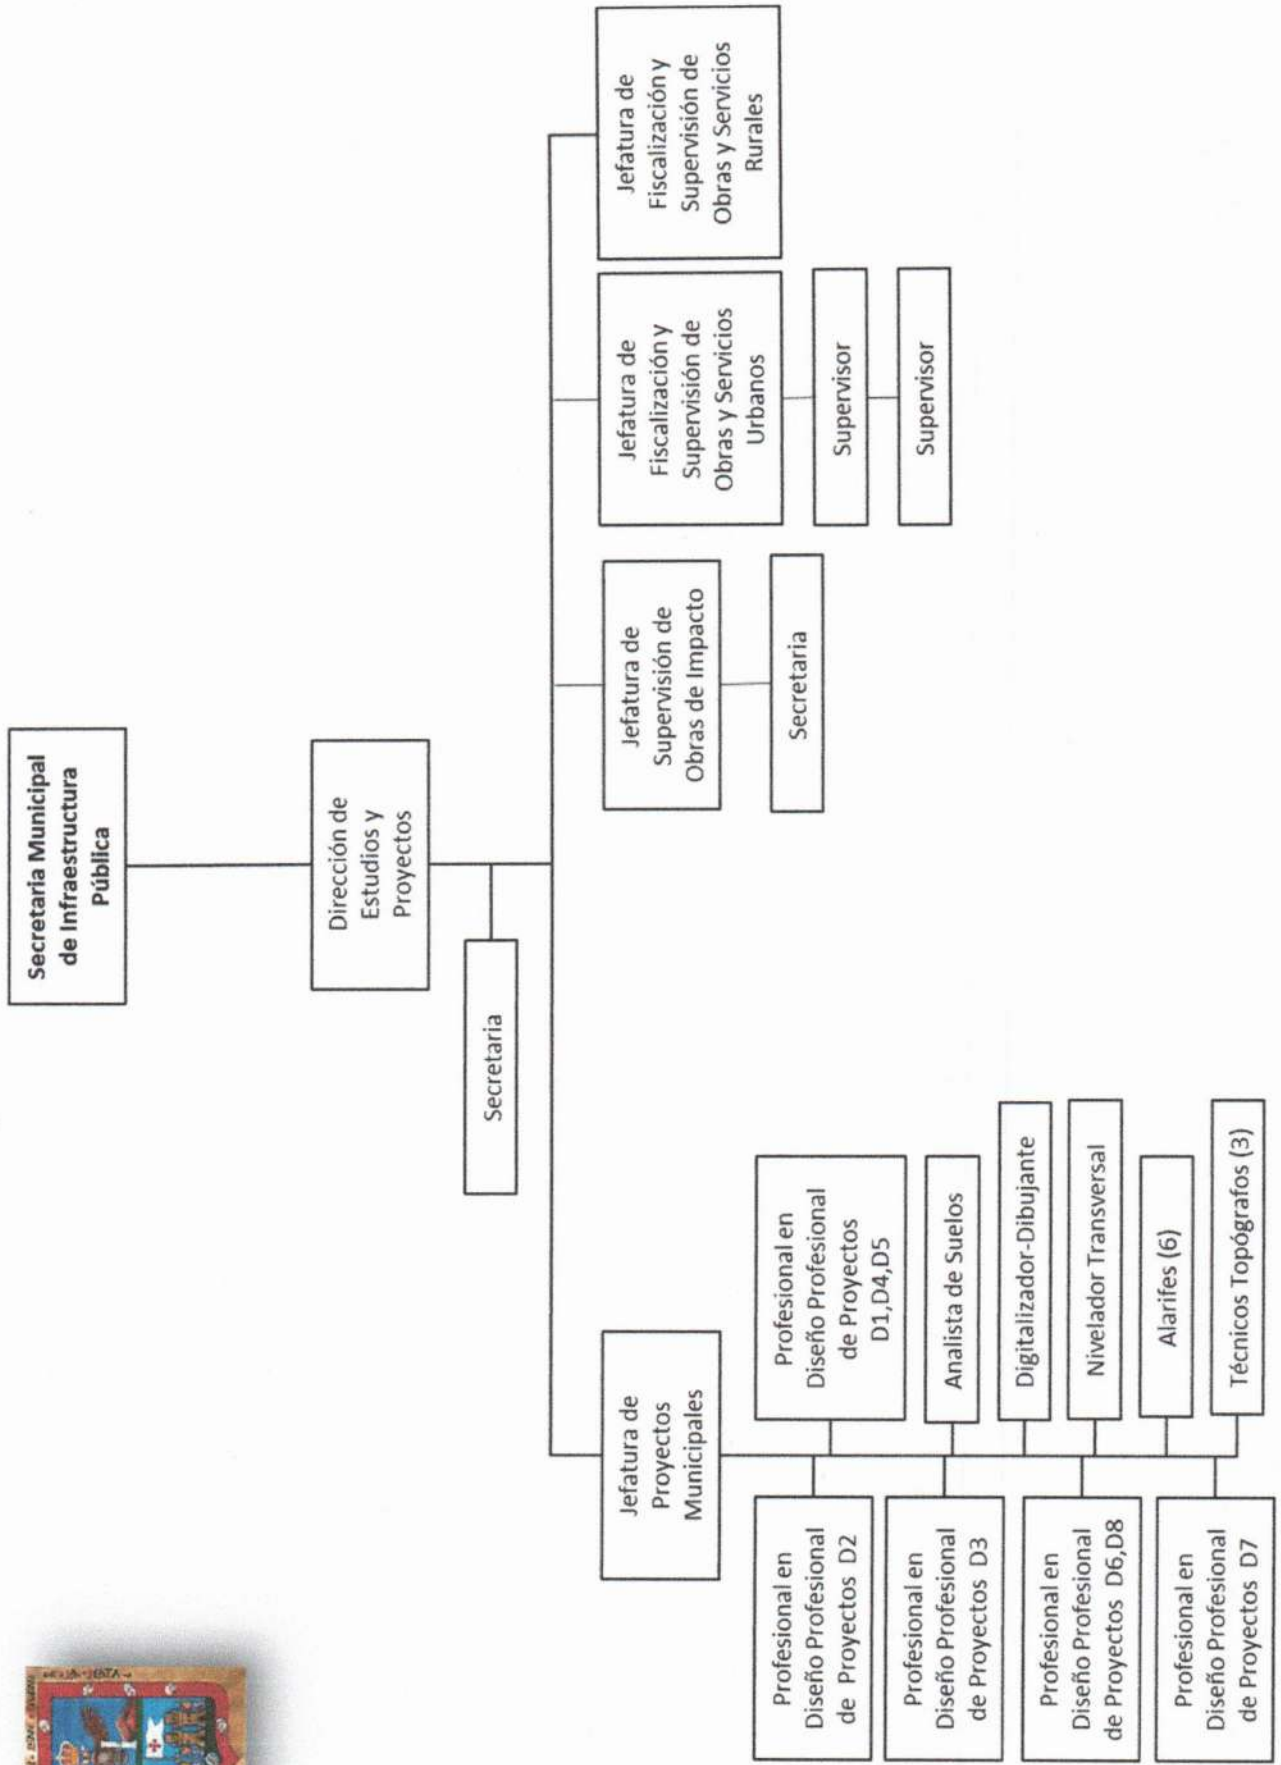 Secretaria Municipal
de Infraestructura
Pública
Dirección de
Estudios y
Proyectos
Secretaria
Jefatura de
Proyectos
Municipales
Jefatura de
Supervisión de
Obras de Impacto
Jefatura de
Fiscalización y
Supervisión de
Obras y Servicios
Urbanos
Jefatura de
Fiscalización y
Supervisión de
Obras y Servicios
Rurales
Secretaria
Supervisor
Supervisor
Profesional en
Diseño Profesional
de Proyectos D2
Profesional en
Diseño Profesional
de Proyectos
D1,D4,D5
Profesional en
Diseño Profesional
de Proyectos D3
Analista de Suelos
Digitalizador-Dibujante
Profesional en
Diseño Profesional
de Proyectos D6,D8
Nivelador Transversal
Alarifes (6)
Profesional en
Diseño Profesional
de Proyectos D7
Técnicos Topógrafos (3)